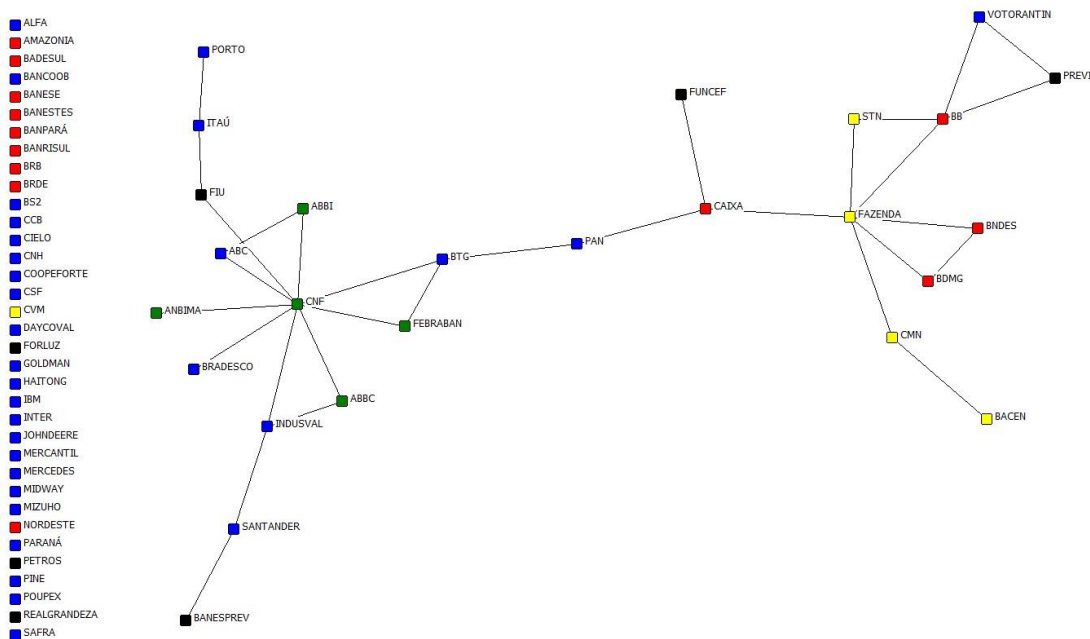 ALFA
AMAZONIA
BADESUL
BANCOOB
BANESE
BANESTES
BANPARÁ
BANRISUL
BRB
BRDE
BS2
CCB
CIELO
CNH
COOPEFORTE
CSF
CVM
DAYCOVAL
FORLUZ
GOLDMAN
HAITONG
IBM
INTER
JOHNDEERE
MERCANTIL
MERCEDES
MIDWAY
MIZUHO
NORDESTE
PARANÁ
PETROS
PINE
POUPEX
REALGRANDEZA
SAFRA
VOTORANTIN
PORTO
PREVI
FUNCEF
STN
BB
ITAÚ
FIU
ABBI
CAIXA
FAZENDA
BNDES
ABC
BTG
PAN
BDMG
CNF
ANBIMA
FEBRABAN
CMN
BRADESCO
ABBC
BACEN
INDUSVAL
SANTANDER
BANESPREV